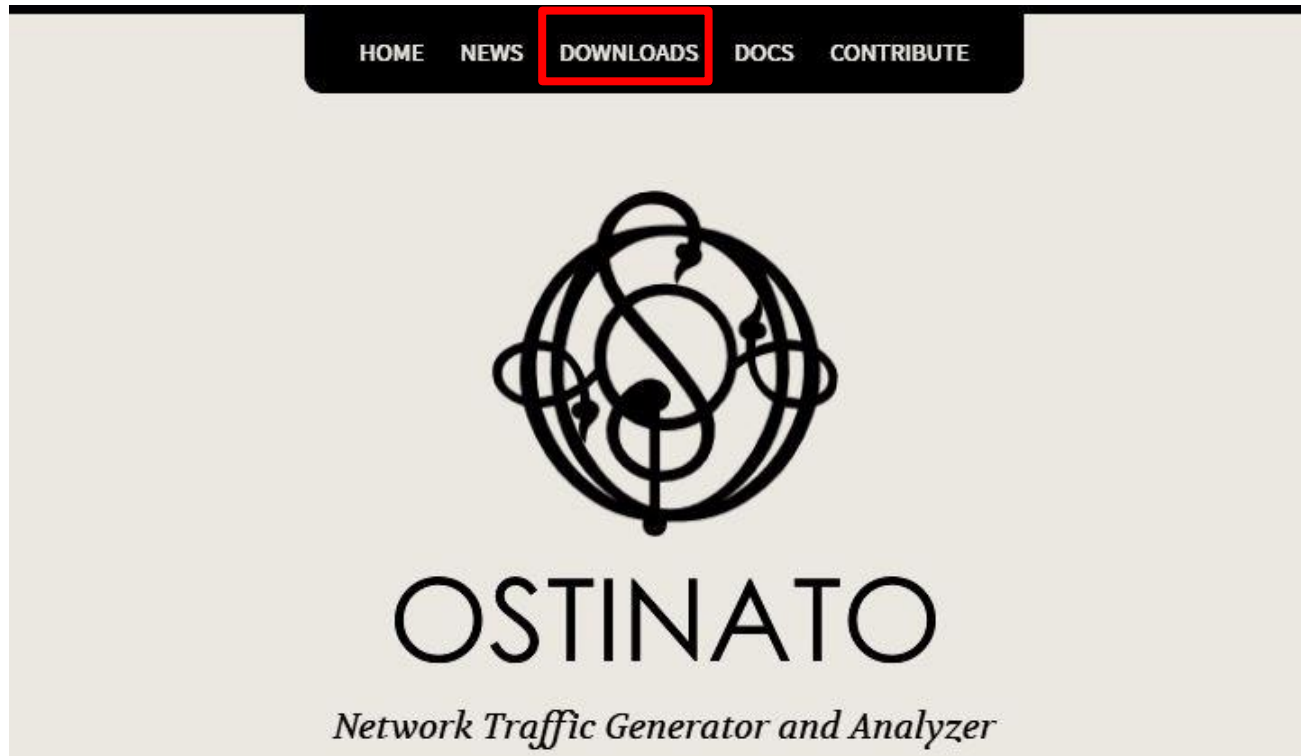 HOME NEWS DOWNLOADS DOCS CONTRIBUTE
OSTINATO
Network Traffic Generator and Analyzer